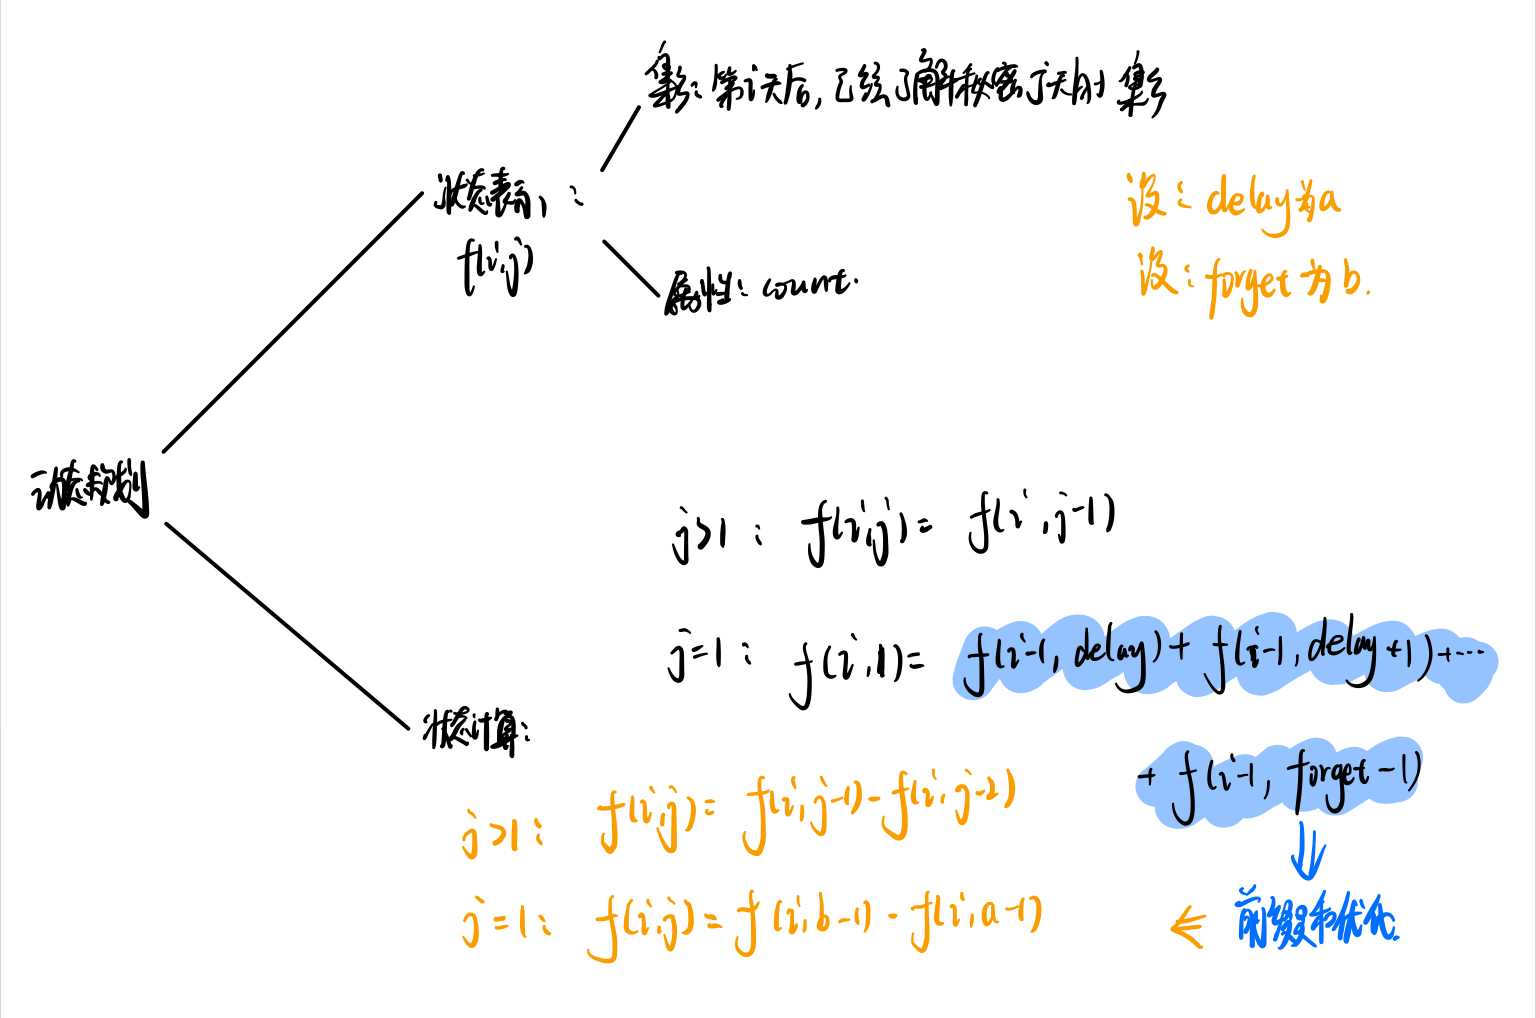 集合:第i天后,已经了解秘密j天的集合
状态表示:
f(i,j)
属性:count.
设:delay为a
设:forget为b.
动态规划
j>1: f(i,j)= f(i,j-1)
j=1: f(i,1)= f(i-1,delay)+f(i-1,delay+1)+...
+f(i-1,forget-1)
状态计算:
j>1: f(i,j)= f(i,j-1)-f(i,j-2)
j=1: f(i,j)=f(i,b-1)-f(i,a-1)
← 前缀和优化.